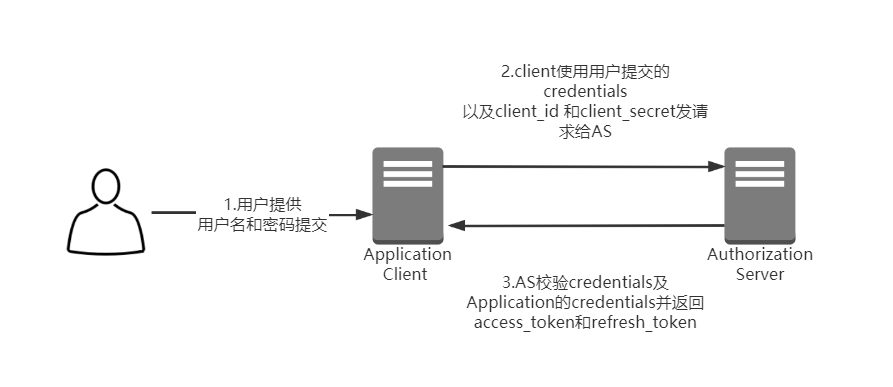 2.client使用用户提交的
credentials
以及client_id 和client_secret发请
求给AS
1.用户提供
用户名和密码提交
Application
Client
Authorization
Server
3.AS校验credentials及
Application的credentials并返回
access_token和refresh_token